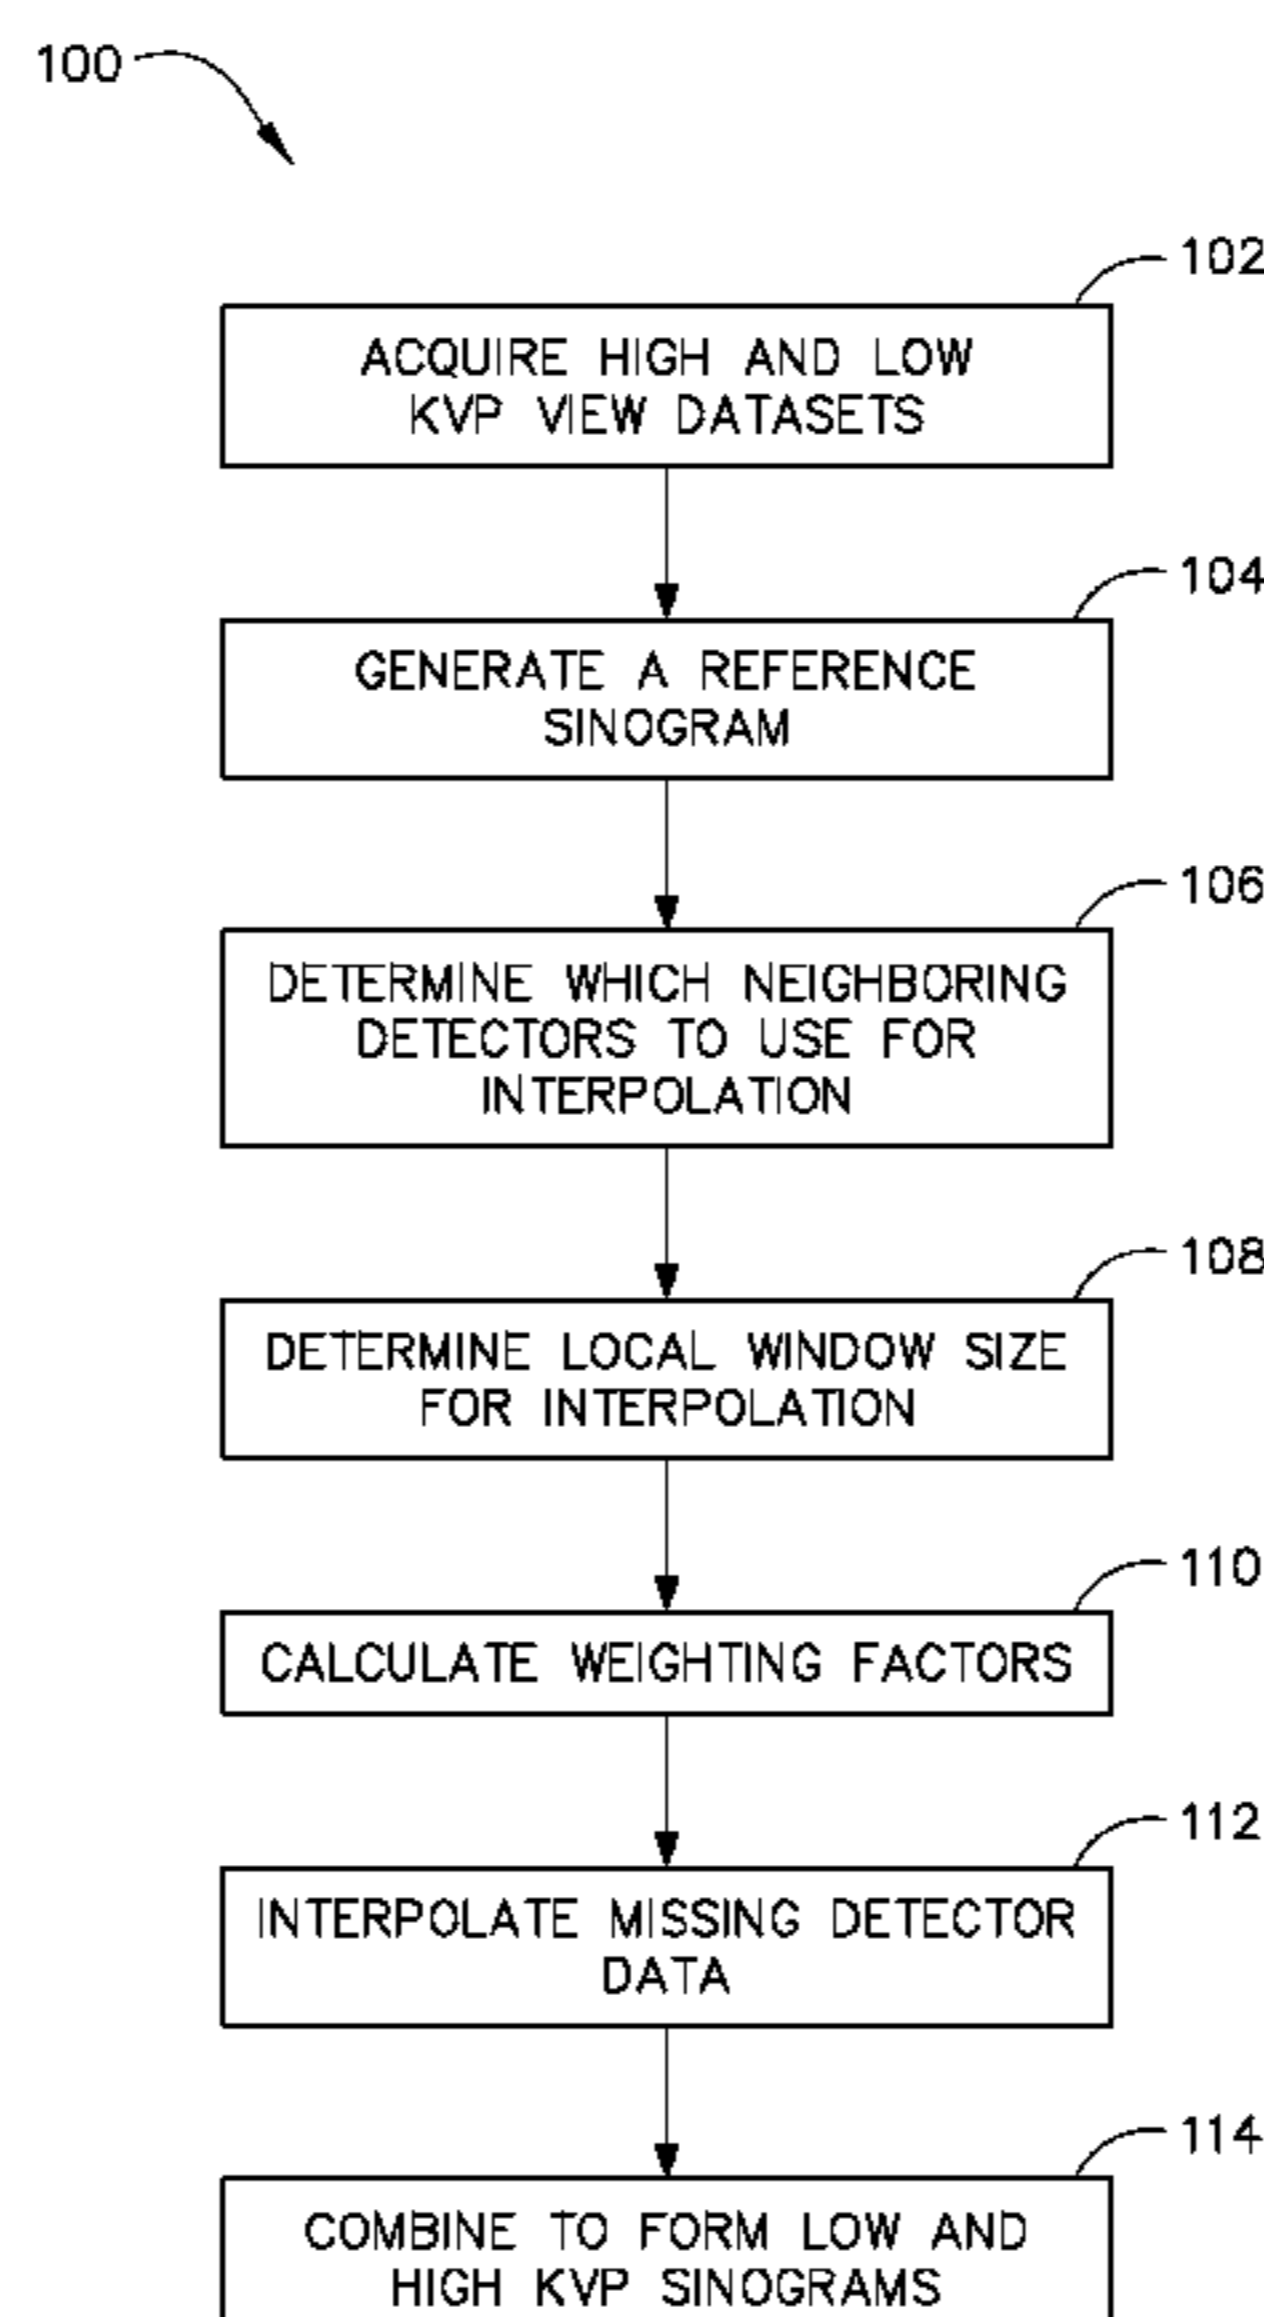 100
102
ACQUIRE HIGH AND LOW
KVP VIEW DATASETS
104
GENERATE A REFERENCE
SINOGRAM
106
DETERMINE WHICH NEIGHBORING
DETECTORS TO USE FOR
INTERPOLATION
108
DETERMINE LOCAL WINDOW SIZE
FOR INTERPOLATION
110
CALCULATE WEIGHTING FACTORS
112
INTERPOLATE MISSING DETECTOR
DATA
114
COMBINE TO FORM LOW AND
HIGH KVP SINOGRAMS